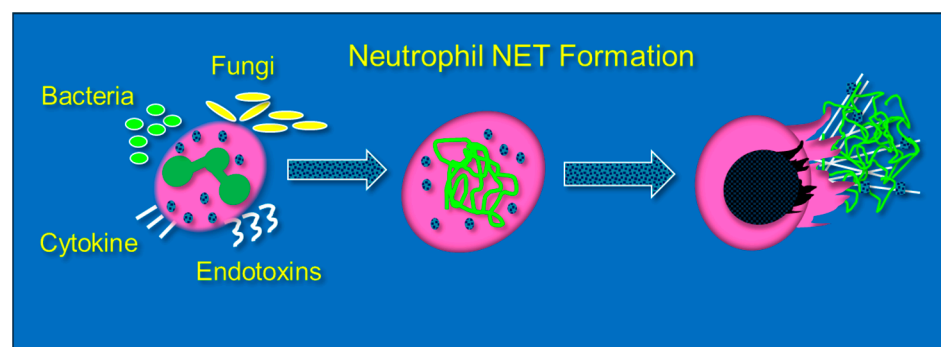 Neutrophil NET Formation
Fungi
Bacteria
Cytokine
Endotoxins